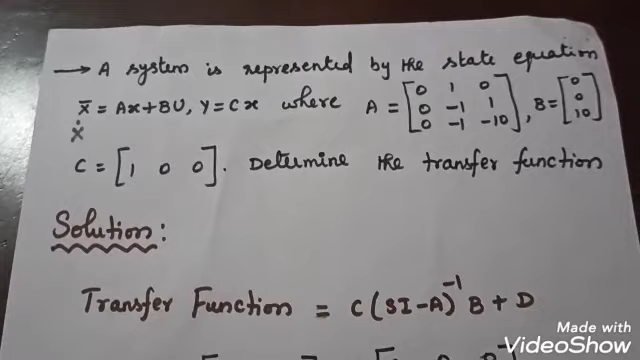 → A system is represented by the state equation
x̄ = Ax+BU, Y=Cx where A = [0 1 0; 0 -1 1; 0 -1 -10], B = [0; 0; 10]
ẋ
C = [1 0 0]. Determine the transfer function
Solution:
Transfer Function = C(SI-A)⁻¹ B + D
Made with
VideoShow